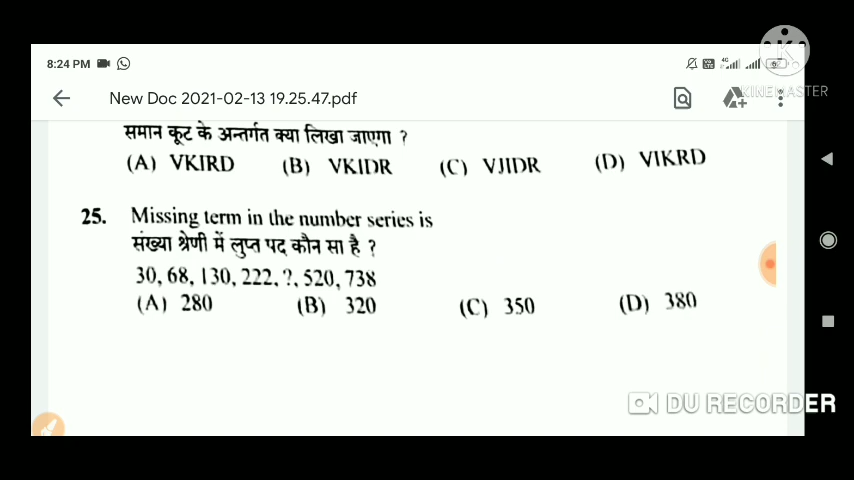 8:24 PM
New Doc 2021-02-13 19.25.47.pdf
KINEMASTER
समान कूट के अन्तर्गत क्या लिखा जाएगा ?
(A) VKIRD (B) VKIDR (C) VJIDR (D) VIKRD
25. Missing term in the number series is
संख्या श्रेणी में लुप्त पद कौन सा है ?
30, 68, 130, 222, ?, 520, 738
(A) 280 (B) 320 (C) 350 (D) 380
DU RECORDER